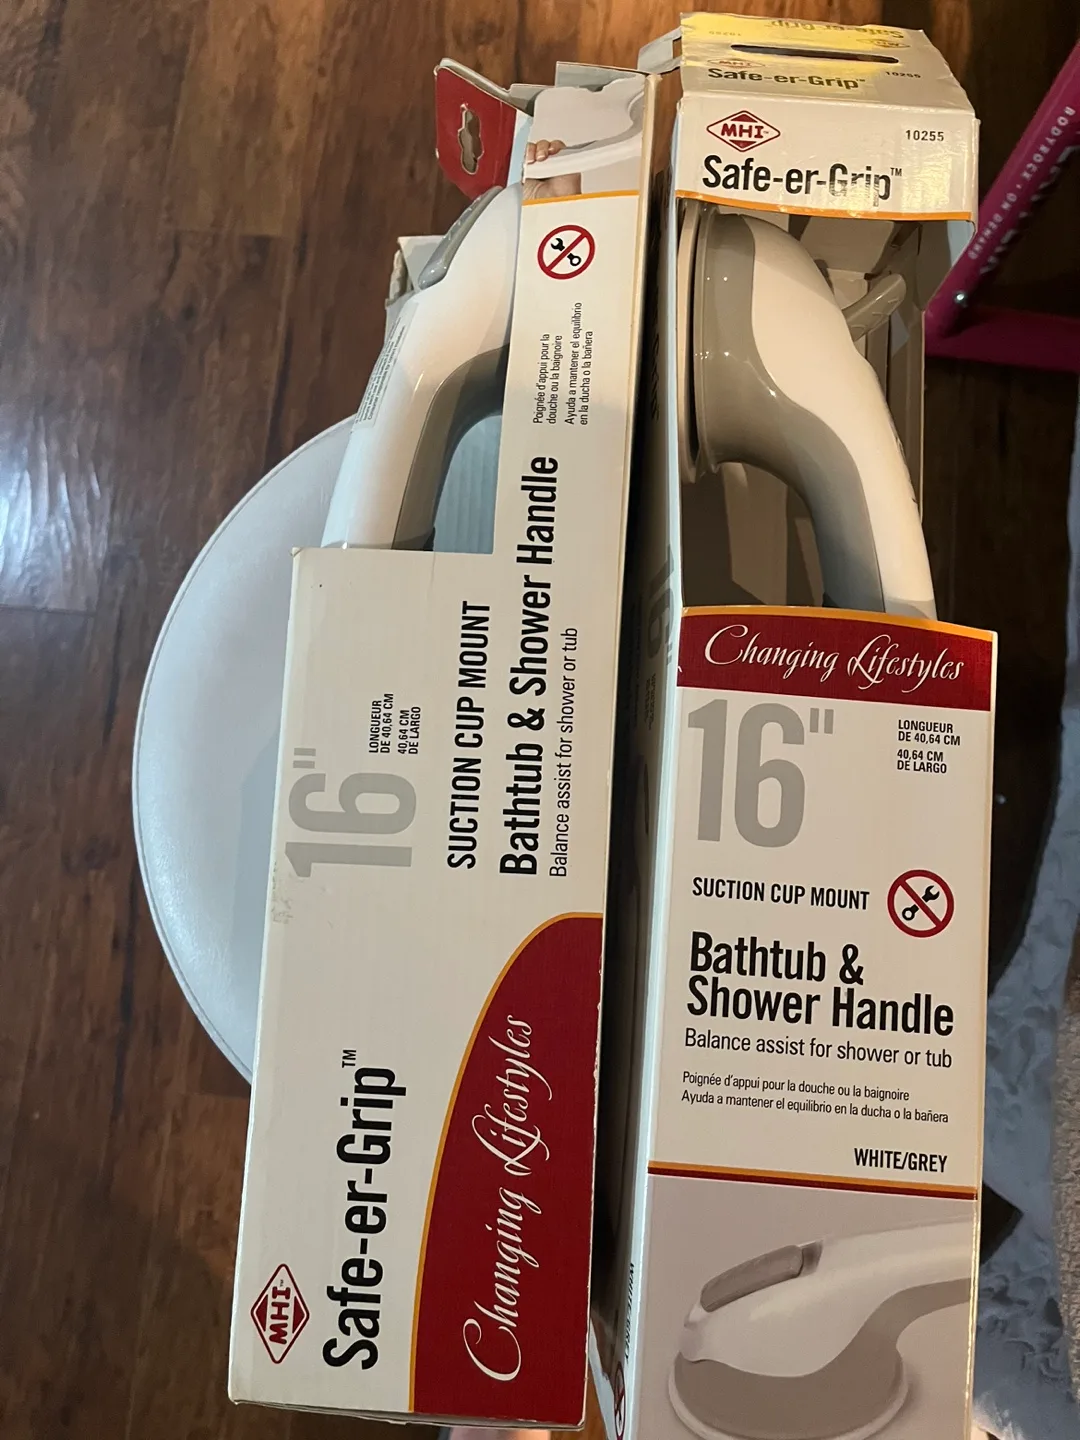 MHI
Safe-er-Grip™
10255
MHI
10255
Safe-er-Grip™
Changing Lifestyles
16"
LONGUEUR
DE 40,64 CM
40,64 CM
DE LARGO
SUCTION CUP MOUNT
Bathtub &
Shower Handle
Balance assist for shower or tub
Poignée d'appui pour la douche ou la baignoire
Ayuda a mantener el equilibrio en la ducha o la bañera
WHITE/GREY
Poignée d'appui pour la
douche ou la baignoire
Ayuda a mantener el equilibrio
en la ducha o la bañera
16"
LONGUEUR
DE 40,64 CM
40,64 CM
DE LARGO
SUCTION CUP MOUNT
Bathtub & Shower Handle
Balance assist for shower or tub
MHI
Safe-er-Grip™
Changing Lifestyles
BODYROCK • ON DEMAND